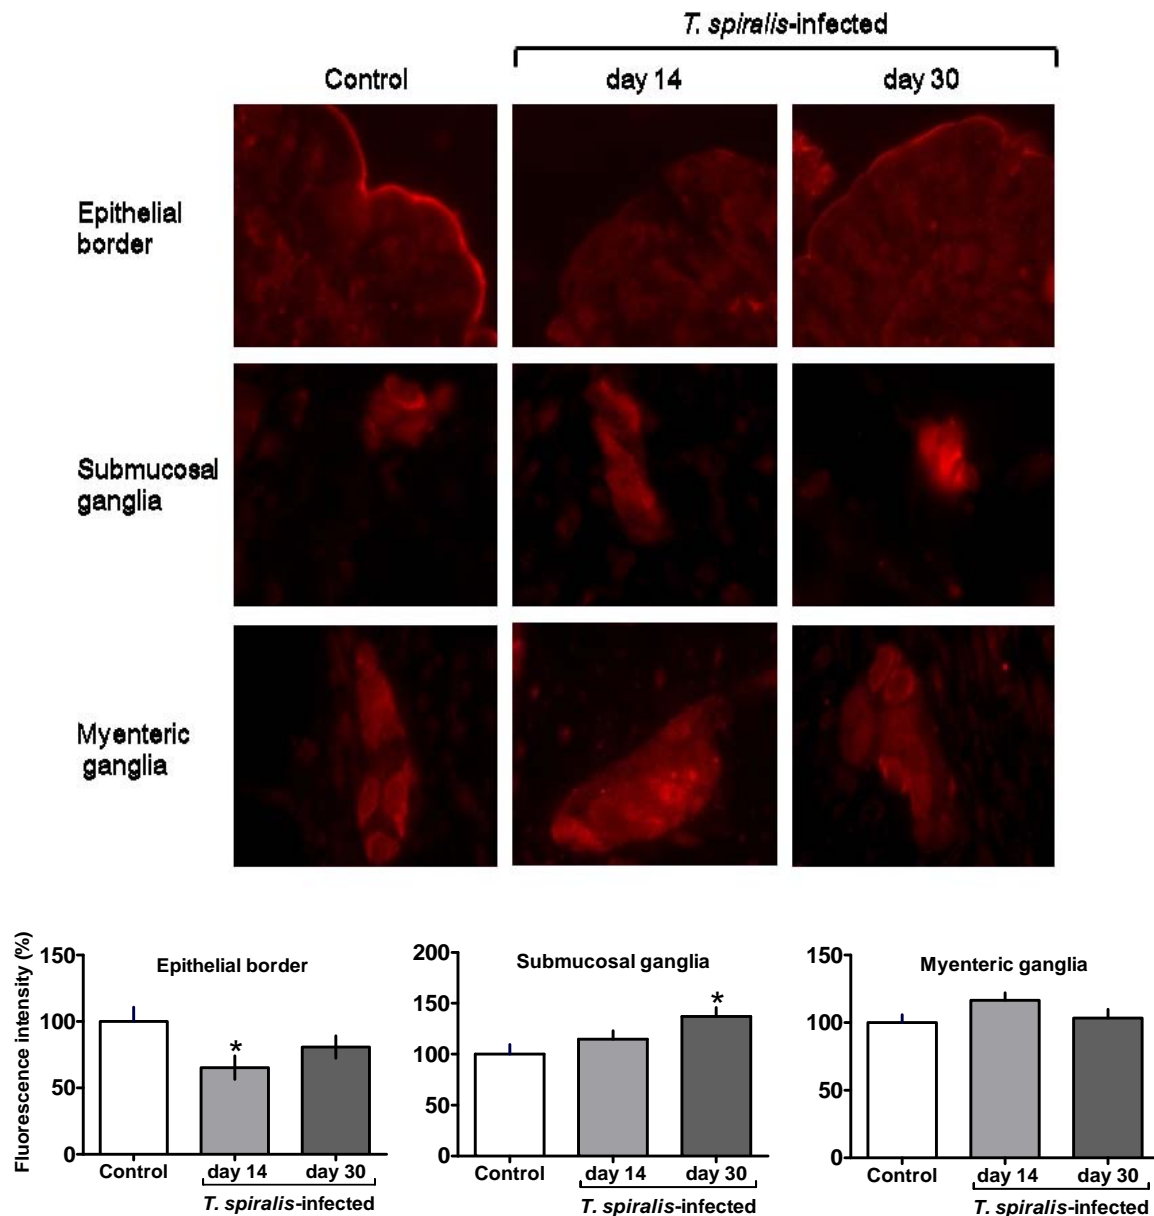 T. spiralis-infected
Control
day 14
day 30
Epithelial
border
Submucosal
ganglia
Myenteric
ganglia
Fluorescence intensity (%)
Epithelial border
150
100
50
0
*
Control
day 14
day 30
T. spiralis-infected
Submucosal ganglia
200
150
100
50
0
*
Control
day 14
day 30
T. spiralis-infected
Myenteric ganglia
150
100
50
0
Control
day 14
day 30
T. spiralis-infected